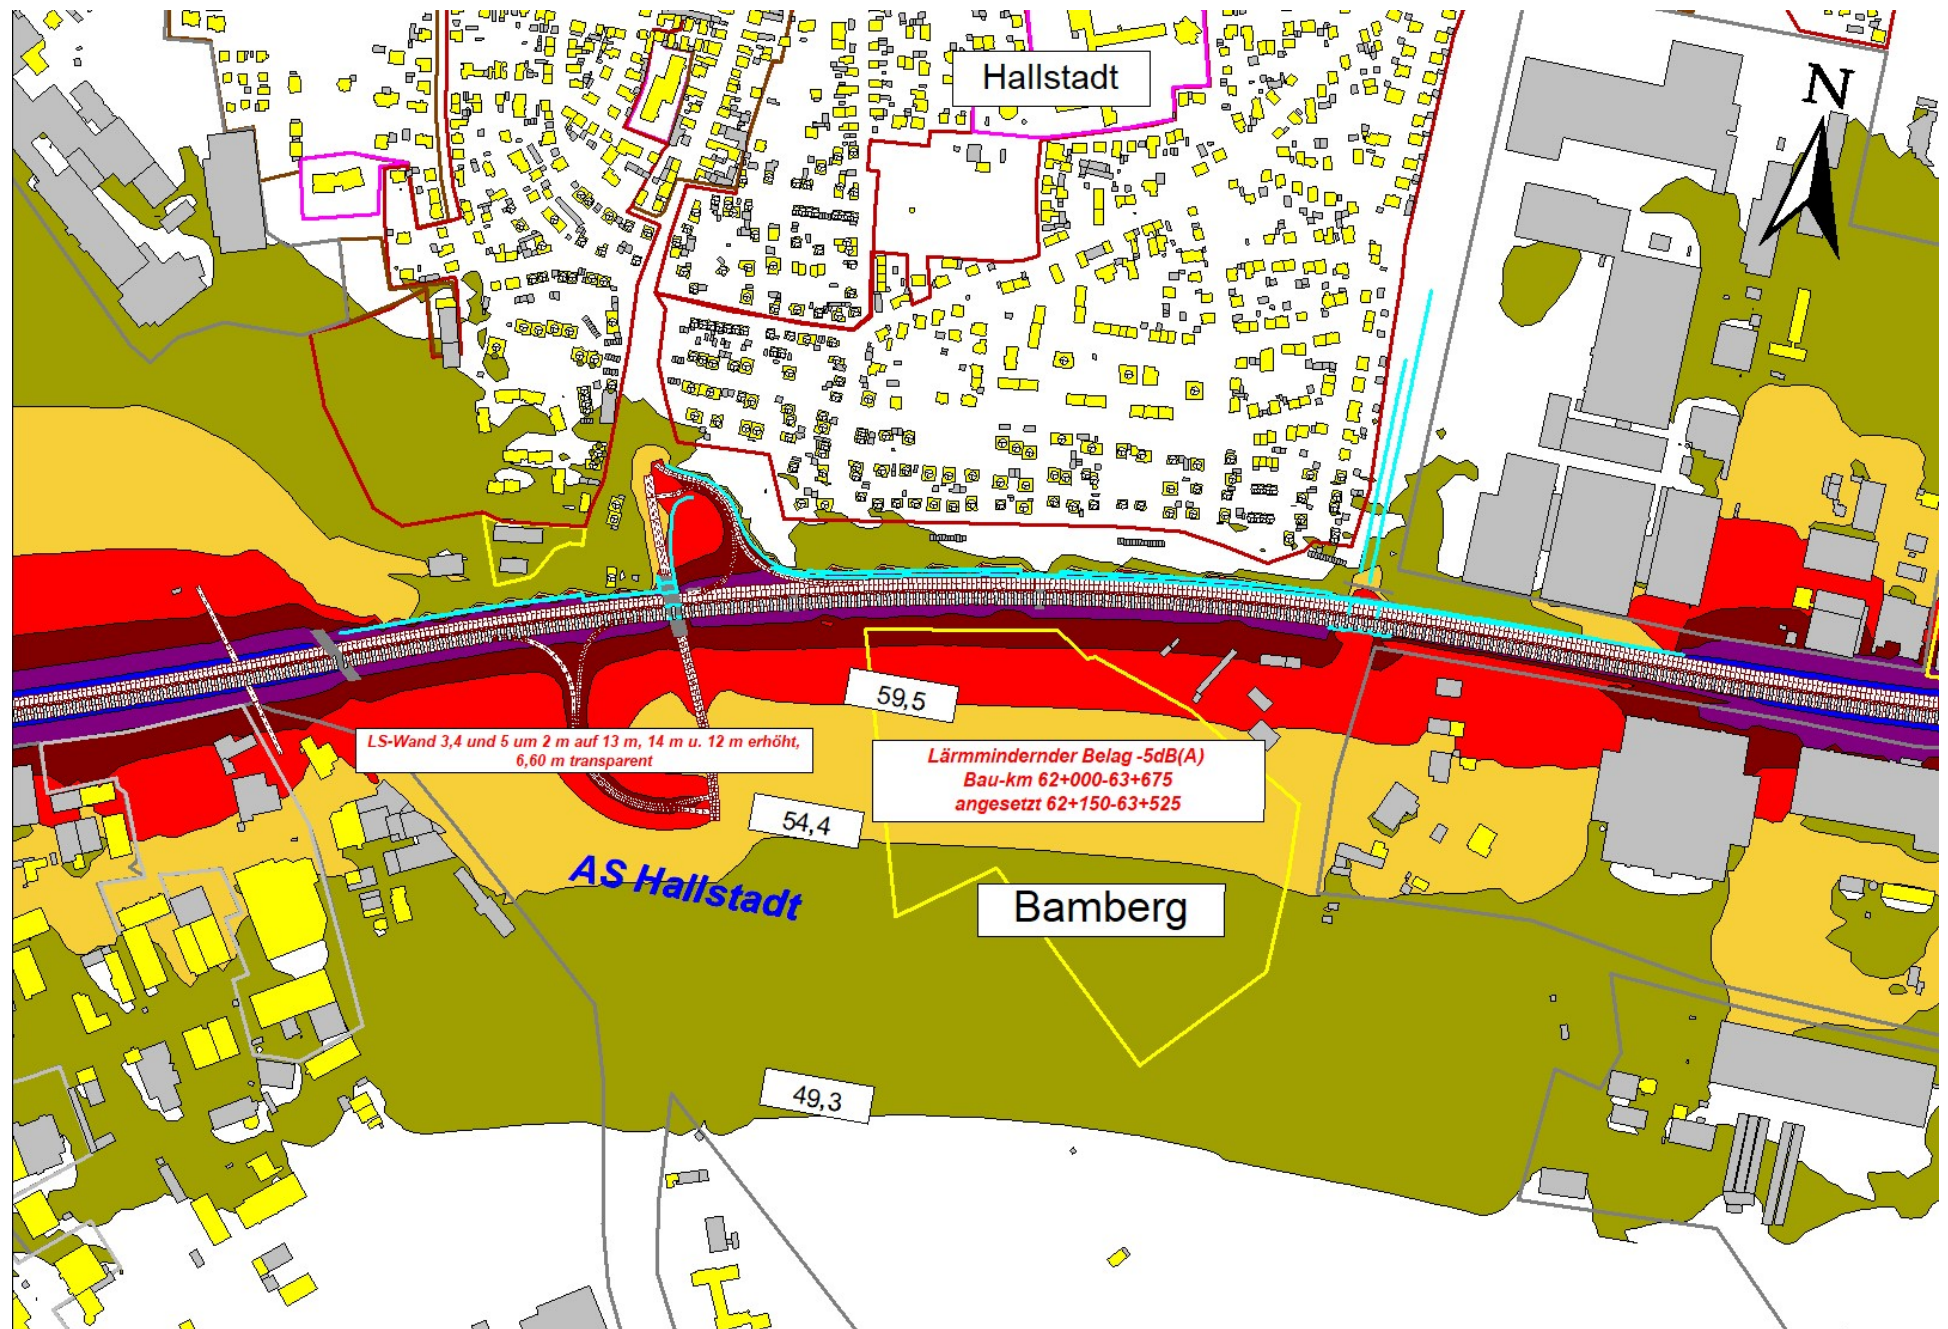 Hallstadt
N
59,5
LS-Wand 3,4 und 5 um 2 m auf 13 m, 14 m u. 12 m erhöht,
6,60 m transparent
Lärmmindernder Belag -5dB(A)
Bau-km 62+000-63+675
angesetzt 62+150-63+525
54,4
AS Hallstadt
Bamberg
49,3